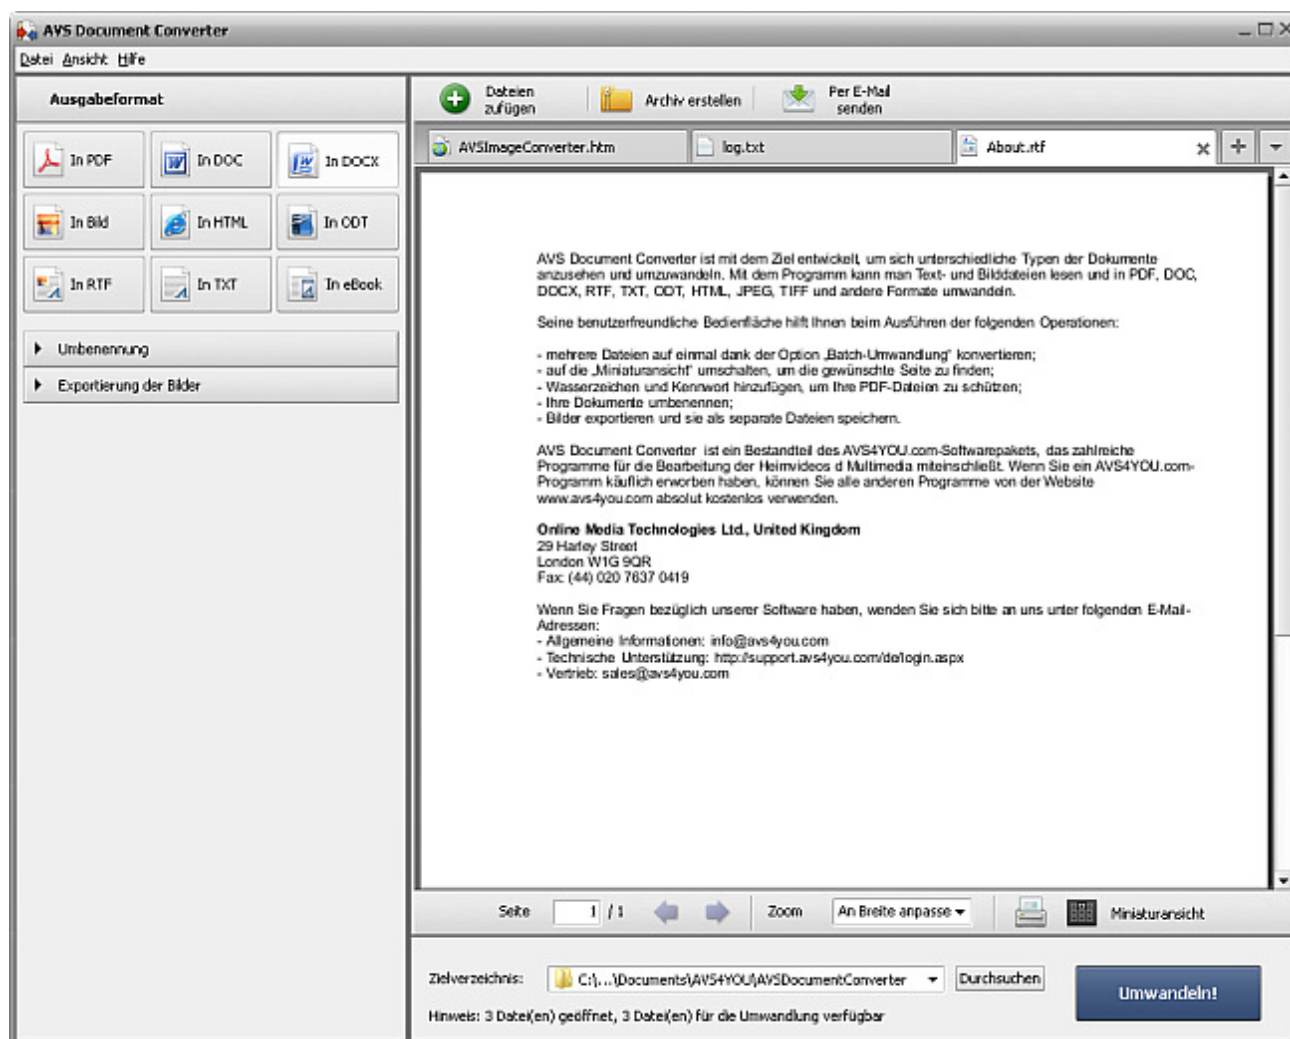 AVS Document Converter
Datei Ansicht Hilfe
Ausgabeformat
Dateien
zufügen
Archiv erstellen
Per E-Mail
senden
In PDF
In DOC
In DOCX
In Bild
In HTML
In ODT
In RTF
In TXT
In eBook
Umbenennung
Exportierung der Bilder
AVSImageConverter.htm
log.txt
About.rtf
AVS Document Converter ist mit dem Ziel entwickelt, um sich unterschiedliche Typen der Dokumente
anzusehen und umzuwandeln. Mit dem Programm kann man Text- und Bilddateien lesen und in PDF, DOC,
DOCX, RTF, TXT, ODT, HTML, JPEG, TIFF und andere Formate umwandeln.
Seine benutzerfreundliche Bedienfläche hilft Ihnen beim Ausführen der folgenden Operationen:
- mehrere Dateien auf einmal dank der Option „Batch-Umwandlung“ konvertieren;
- auf die „Miniaturansicht“ umschalten, um die gewünschte Seite zu finden;
- Wasserzeichen und Kennwort hinzufügen, um Ihre PDF-Dateien zu schützen;
- Ihre Dokumente umbenennen;
- Bilder exportieren und sie als separate Dateien speichern.
AVS Document Converter ist ein Bestandteil des AVS4YOU.com-Softwarepakets, das zahlreiche
Programme für die Bearbeitung der Heimvideos d Multimedia miteinschließt. Wenn Sie ein AVS4YOU.com-
Programm käuflich erworben haben, können Sie alle anderen Programme von der Website
www.avs4you.com absolut kostenlos verwenden.
Online Media Technologies Ltd., United Kingdom
29 Harley Street
London W1G 9QR
Fax: (44) 020 7637 0419
Wenn Sie Fragen bezüglich unserer Software haben, wenden Sie sich bitte an uns unter folgenden E-Mail-
Adressen:
- Allgemeine Informationen: info@avs4you.com
- Technische Unterstützung: http://support.avs4you.com/de/login.aspx
- Vertrieb: sales@avs4you.com
Seite 1 / 1 Zoom An Breite anpasse Miniaturansicht
Zielverzeichnis: C:\...\Documents\AVS4YOU\AVSDocumentConverter Durchsuchen
Umwandeln!
Hinweis: 3 Datei(en) geöffnet, 3 Datei(en) für die Umwandlung verfügbar